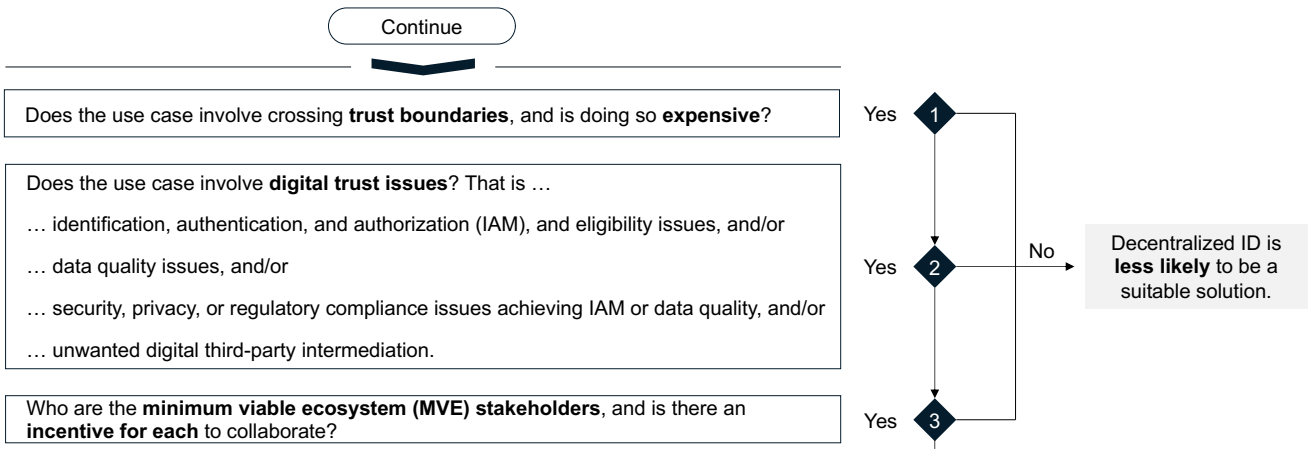 Continue
Does the use case involve crossing trust boundaries, and is doing so expensive?
Yes
1
Does the use case involve digital trust issues? That is …
… identification, authentication, and authorization (IAM), and eligibility issues, and/or
… data quality issues, and/or
… security, privacy, or regulatory compliance issues achieving IAM or data quality, and/or
… unwanted digital third-party intermediation.
Yes
2
No
Decentralized ID is
less likely to be a
suitable solution.
Who are the minimum viable ecosystem (MVE) stakeholders, and is there an
incentive for each to collaborate?
Yes
3